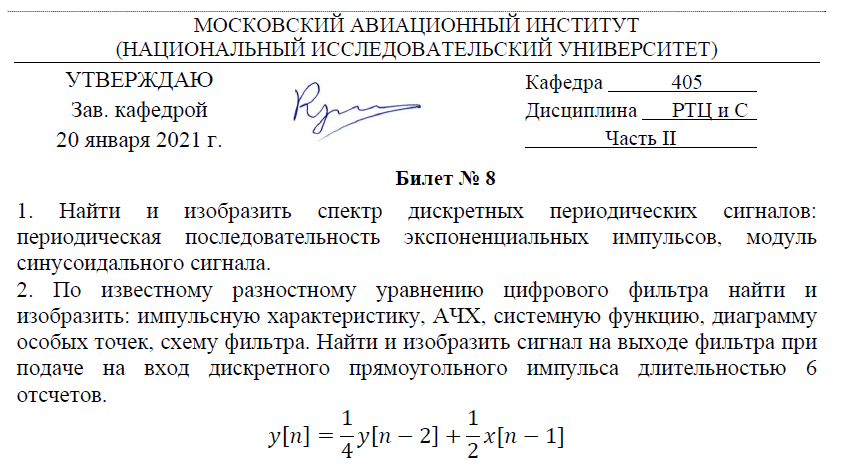 МОСКОВСКИЙ АВИАЦИОННЫЙ ИНСТИТУТ
(НАЦИОНАЛЬНЫЙ ИССЛЕДОВАТЕЛЬСКИЙ УНИВЕРСИТЕТ)
УТВЕРЖДАЮ
Зав. кафедрой
20 января 2021 г.
Кафедра 405
Дисциплина РТЦ и С
Часть II
Билет № 8
1. Найти и изобразить спектр дискретных периодических сигналов:
периодическая последовательность экспоненциальных импульсов, модуль
синусоидального сигнала.
2. По известному разностному уравнению цифрового фильтра найти и
изобразить: импульсную характеристику, АЧХ, системную функцию, диаграмму
особых точек, схему фильтра. Найти и изобразить сигнал на выходе фильтра при
подаче на вход дискретного прямоугольного импульса длительностью 6
отсчетов.
y[n] = 1/4 y[n − 2] + 1/2 x[n − 1]